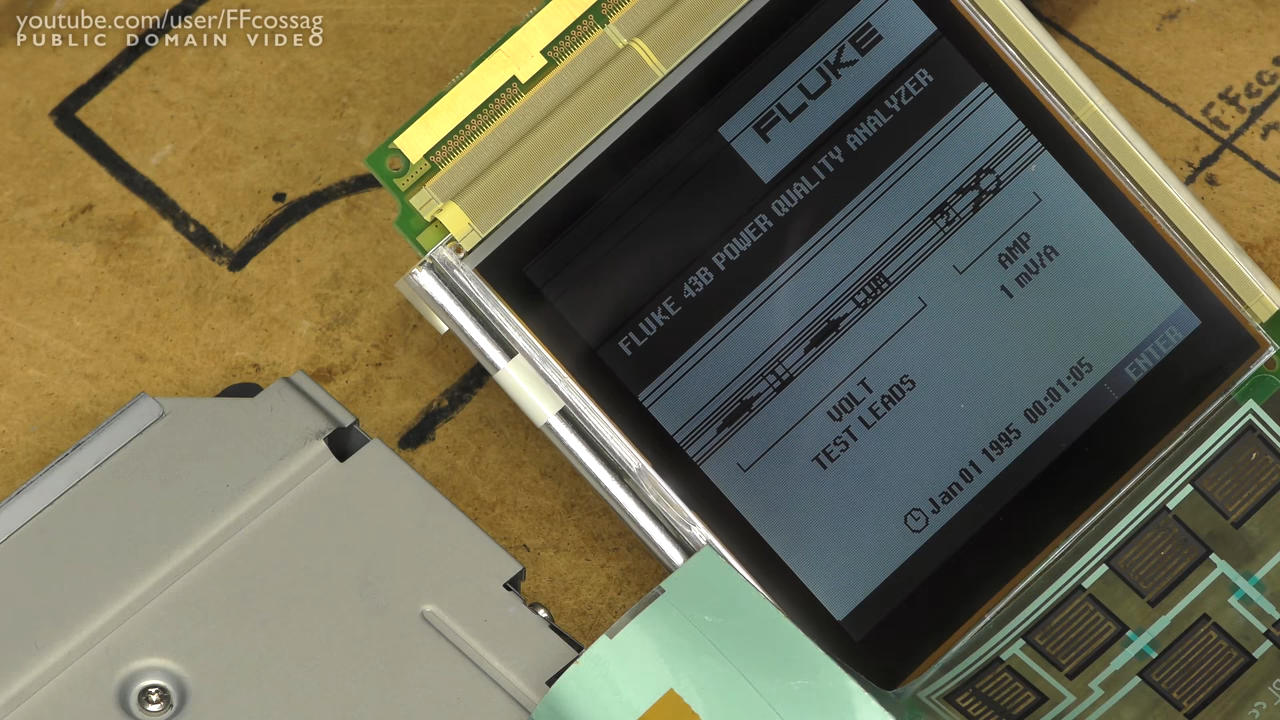 youtube.com/user/FFcossag
PUBLIC DOMAIN VIDEO
FLUKE
FLUKE 43B POWER QUALITY ANALYZER
COM
AMP
1 mV/A
VOLT
TEST LEADS
Jan 01 1995 00:01:05
ENTER